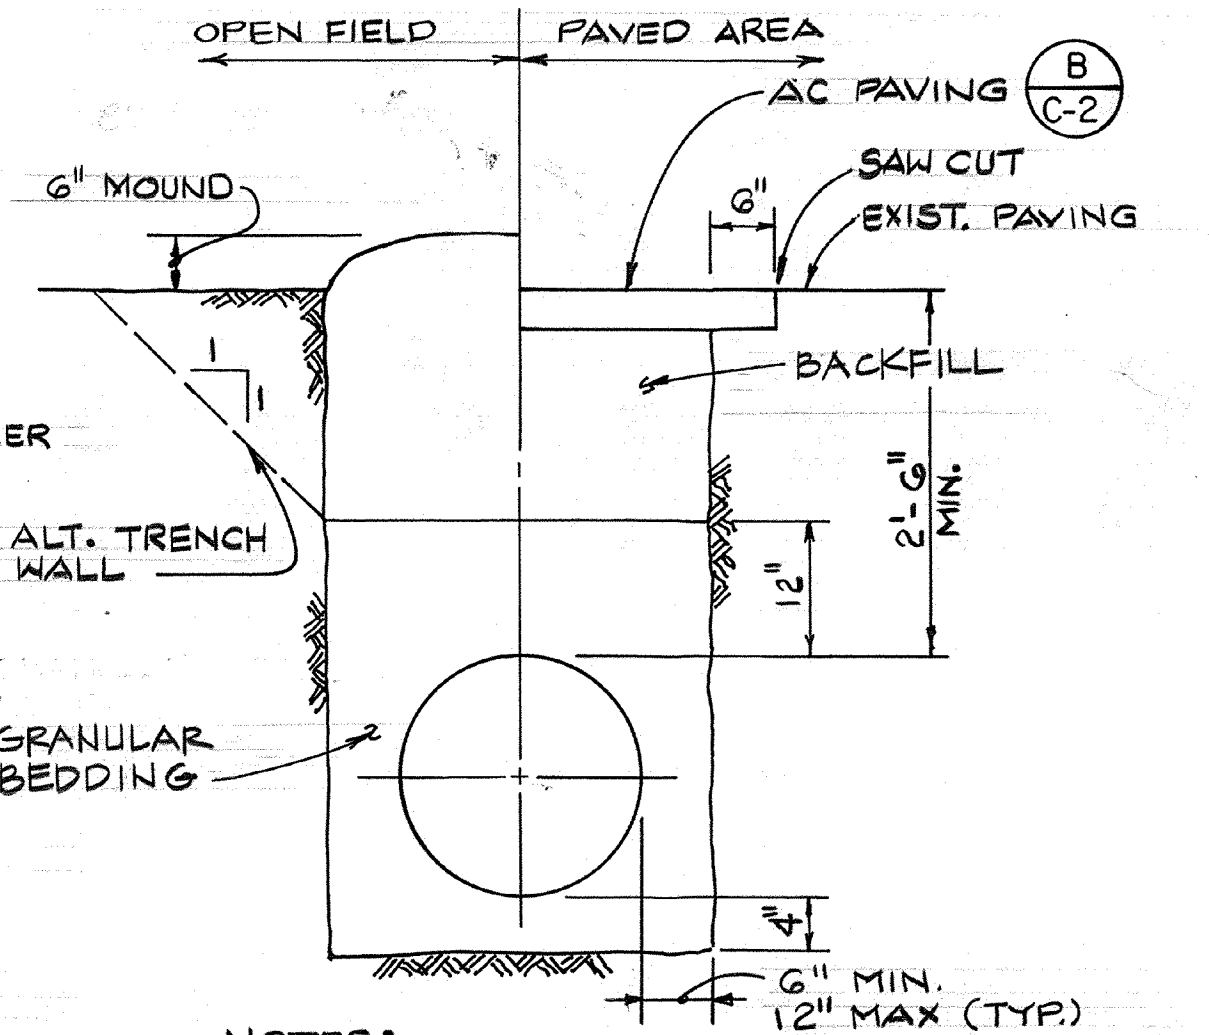 OPEN FIELD
PAVED AREA
AC PAVING
B
C-2
SAW CUT
6" MOUND
6"
EXIST. PAVING
1
1
BACKFILL
ER
2'-6"
MIN.
ALT. TRENCH
WALL
12"
GRANULAR
BEDDING
4"
6" MIN.
12" MAX (TYP.)
NOTES: